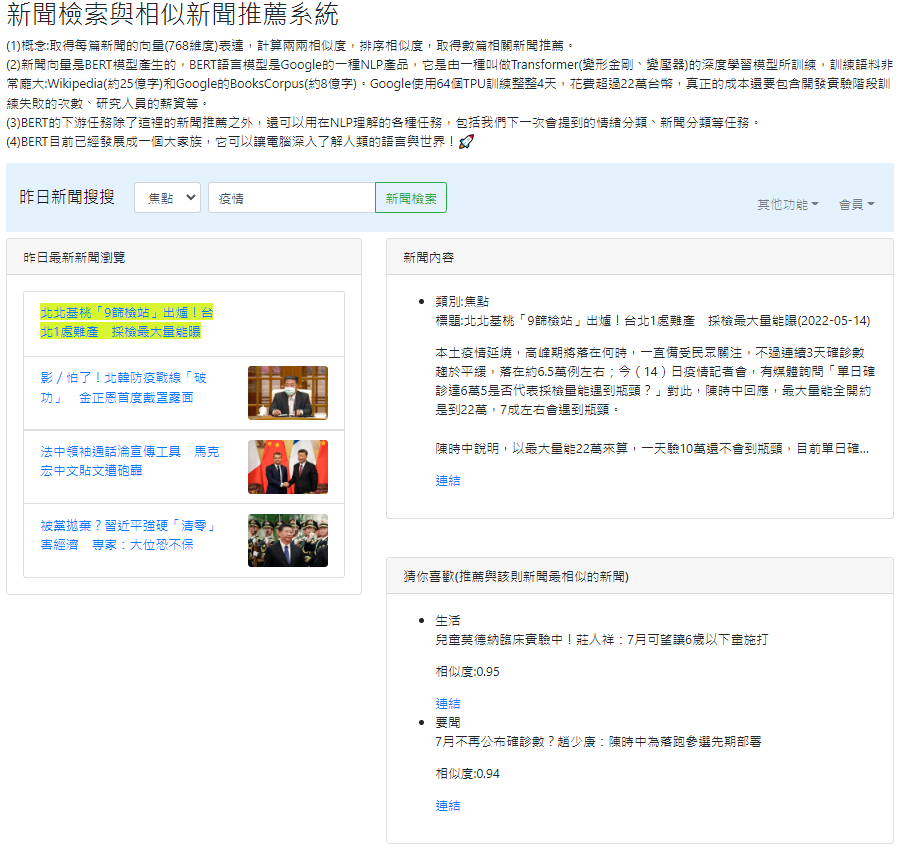 新聞檢索與相似新聞推薦系統
(1)概念:取得每篇新聞的向量(768維度)表達，計算兩兩相似度，排序相似度，取得數篇相關新聞推薦。
(2)新聞向量是BERT模型產生的，BERT語言模型是Google的一種NLP產品，它是由一種叫做Transformer(變形金剛、變壓器)的深度學習模型所訓練，訓練語料非
常龐大:Wikipedia(約25億字)和Google的BooksCorpus(約8億字)。Google使用64個TPU訓練整整4天，花費超過22萬台幣，真正的成本還要包含開發實驗階段訓
練失敗的次數、研究人員的薪資等。
(3)BERT的下游任務除了這裡的新聞推薦之外，還可以用在NLP理解的各種任務，包括我們下一次會提到的情緒分類、新聞分類等任務。
(4)BERT目前已經發展成一個大家族，它可以讓電腦深入了解人類的語言與世界！🚀
昨日新聞搜搜 焦點 疫情 新聞檢索 其他功能 會員
昨日最新新聞瀏覽
北北基桃「9篩檢站」出爐！台
北1處難產　採檢最大量能曝
影／怕了！北韓防疫戰線「破
功」　金正恩首度戴罩露面
法中領袖通話淪宣傳工具　馬克
宏中文貼文遭砲轟
被黨拋棄？習近平強硬「清零」
害經濟　專家：大位恐不保
新聞內容
類別:焦點
標題:北北基桃「9篩檢站」出爐！台北1處難產　採檢最大量能曝(2022-05-14)
本土疫情延燒，高峰期將落在何時，一直備受民眾關注，不過連續3天確診數
趨於平緩，落在約6.5萬例左右；今（14）日疫情記者會，有媒體詢問「單日確
診達6萬5是否代表採檢量能遇到瓶頸？」對此，陳時中回應，最大量能全開約
是到22萬，7成左右會遇到瓶頸。
陳時中說明，以最大量能22萬來算，一天驗10萬還不會到瓶頸，目前單日確...
連結
猜你喜歡(推薦與該則新聞最相似的新聞)
生活
兒童莫德納臨床實驗中！莊人祥：7月可望讓6歲以下童施打
相似度:0.95
連結
要聞
7月不再公布確診數？趙少康：陳時中為落跑參選先期部署
相似度:0.94
連結